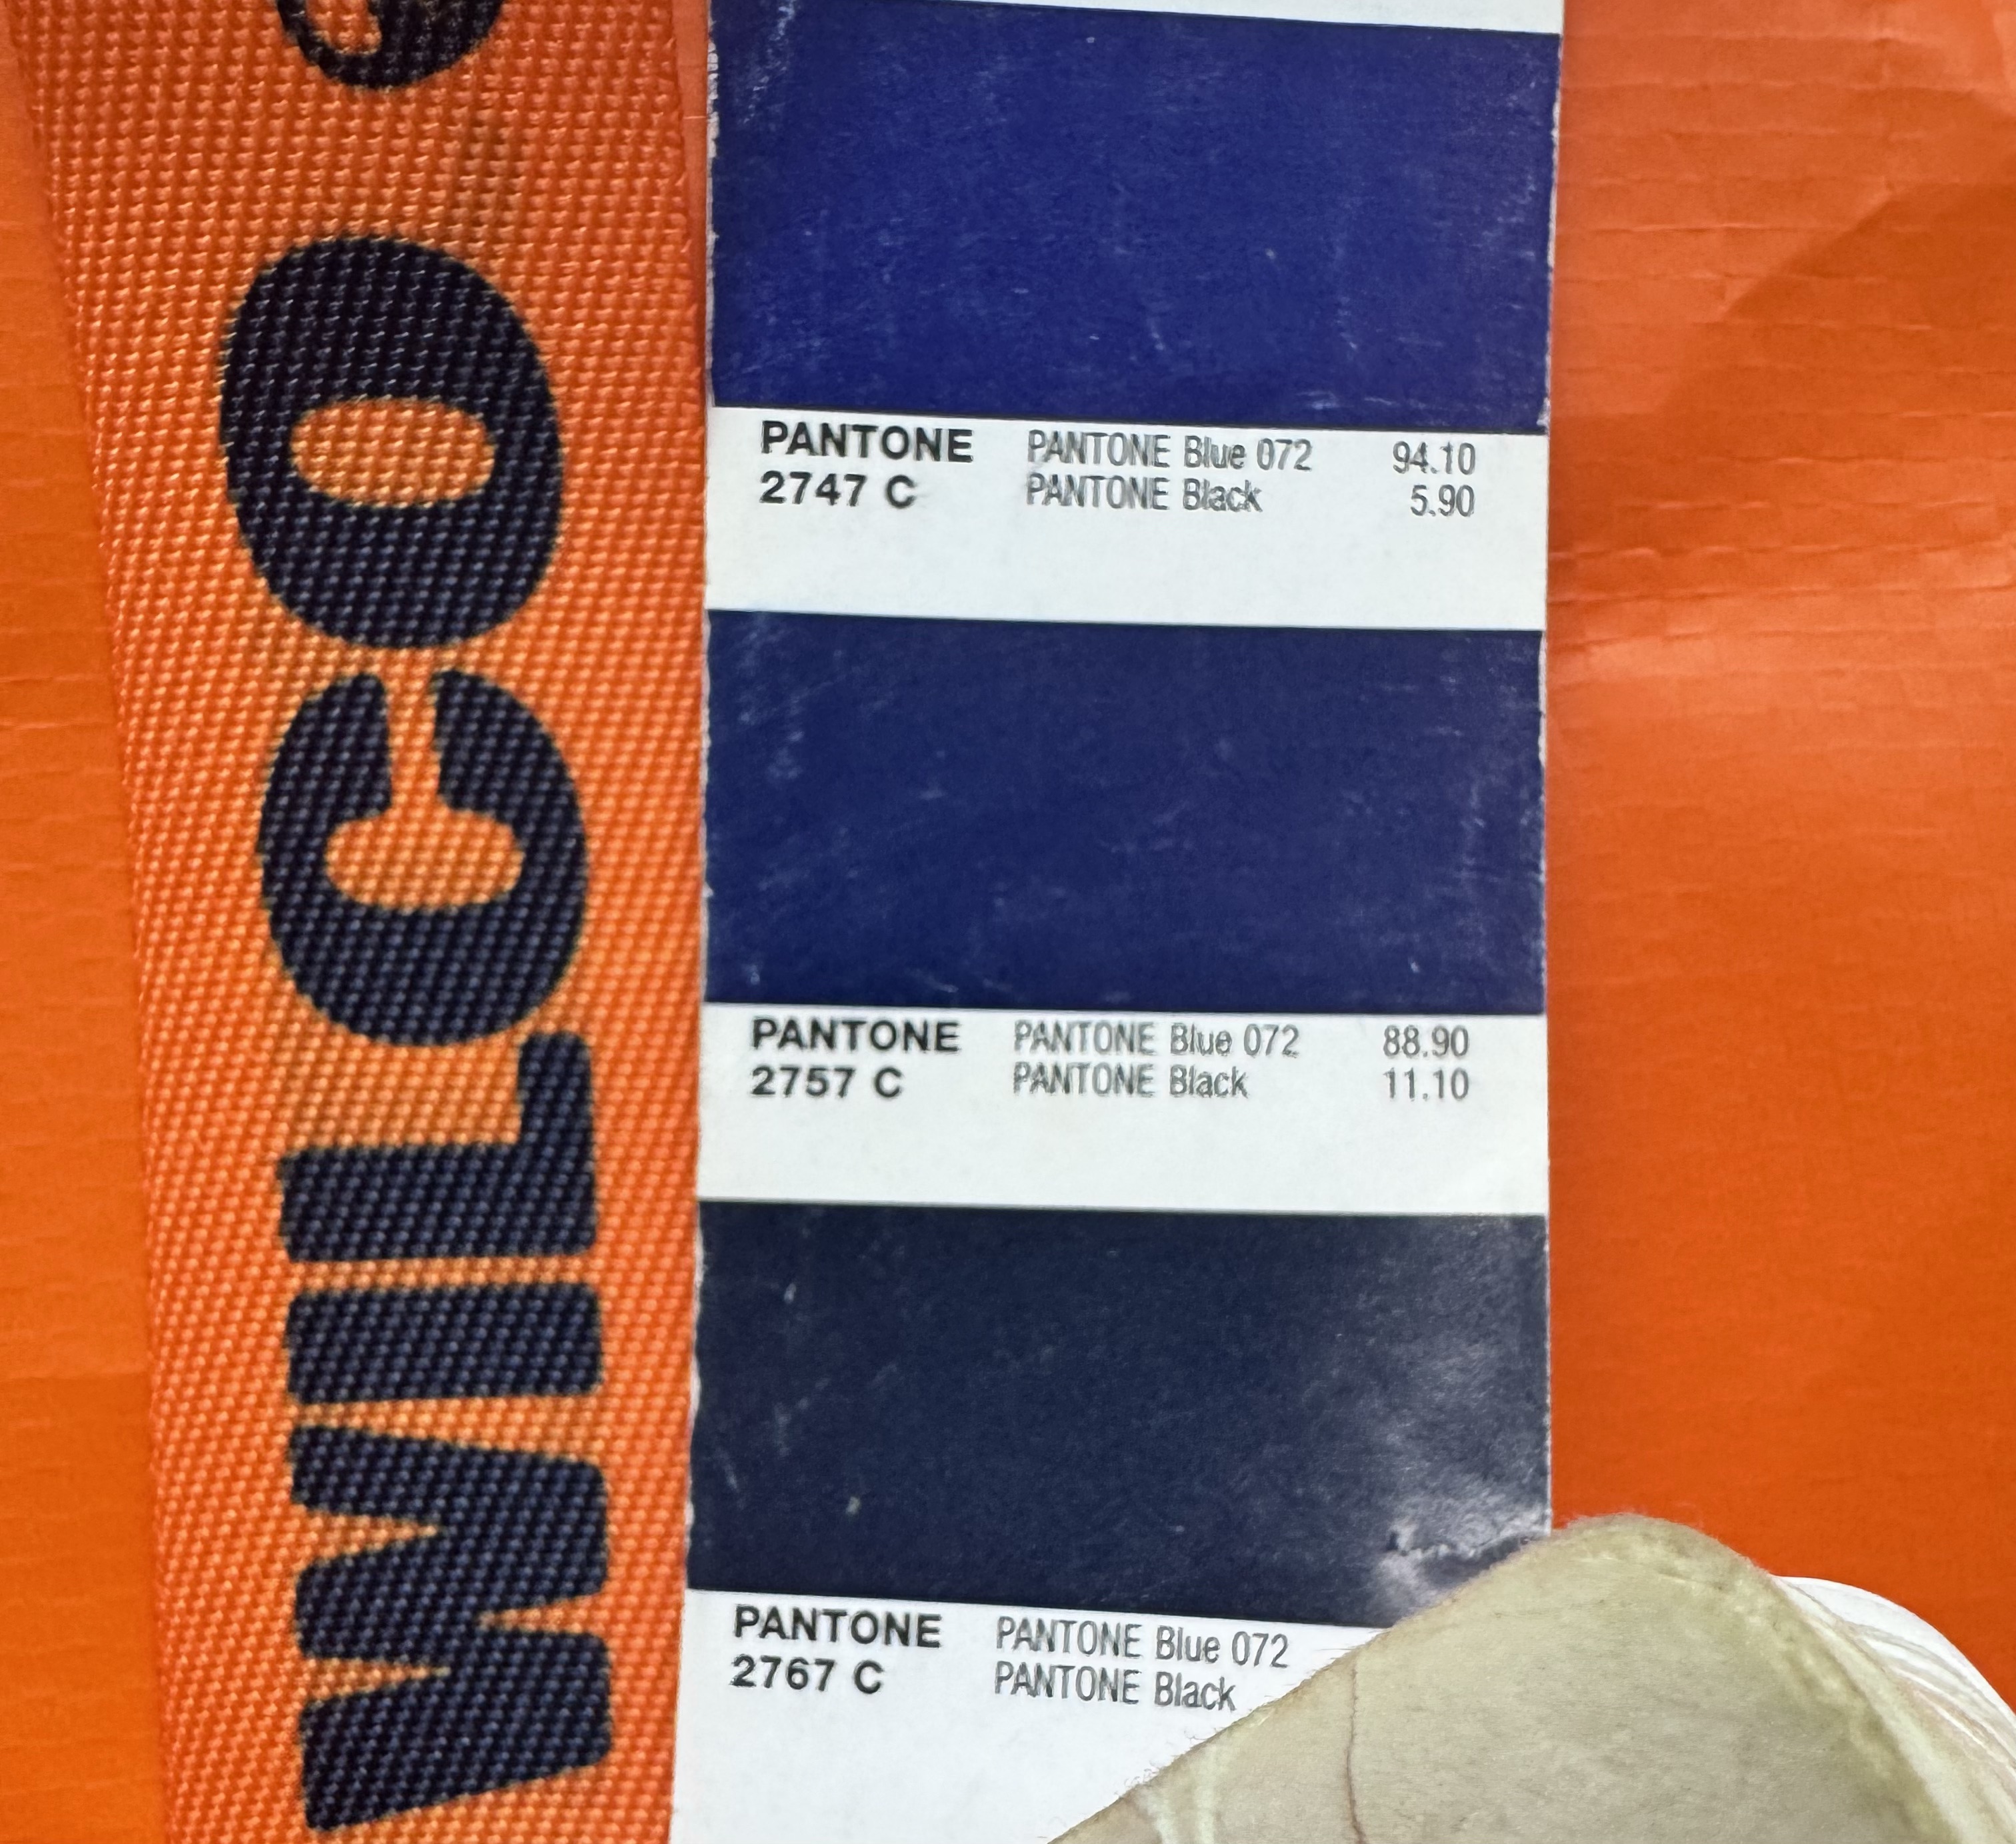 WILCO
PANTONE PANTONE Blue 072 94.10
2747 C PANTONE Black 5.90
PANTONE PANTONE Blue 072 88.90
2757 C PANTONE Black 11.10
PANTONE PANTONE Blue 072
2767 C PANTONE Black